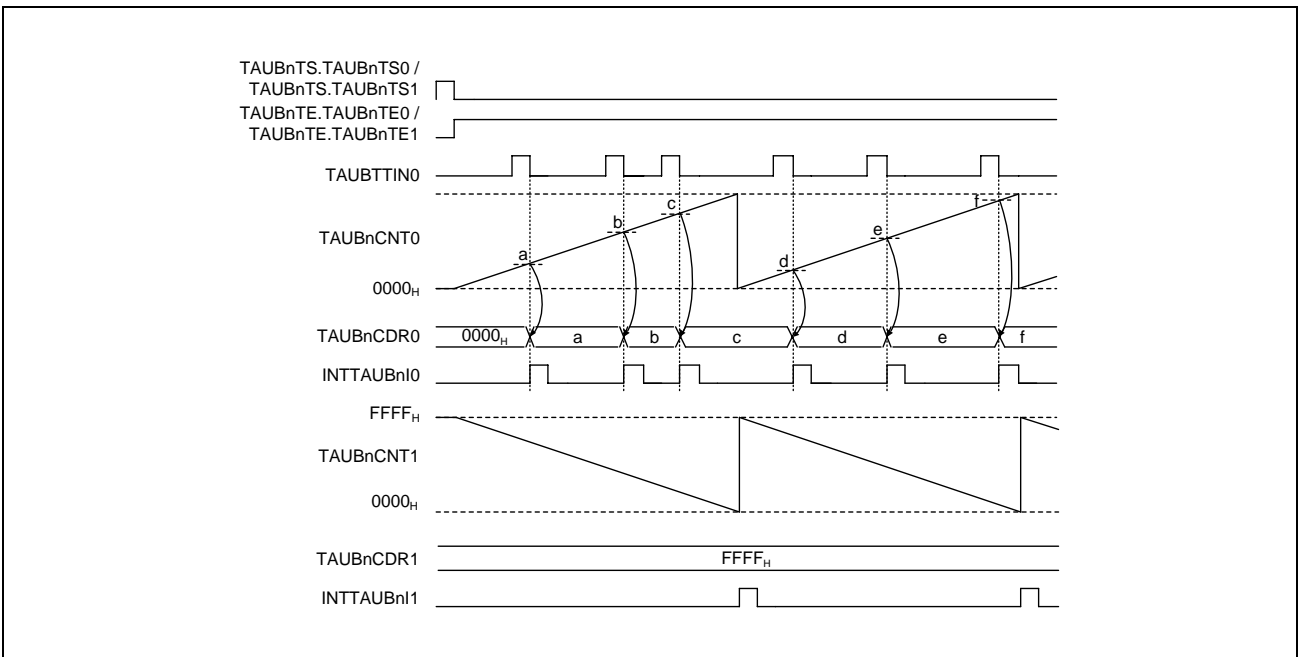 TAUBnTS.TAUBnTS0 /
TAUBnTS.TAUBnTS1
TAUBnTE.TAUBnTE0 /
TAUBnTE.TAUBnTE1
TAUBTTIN0
TAUBnCNT0
a
b
c
d
e
f
0000H
TAUBnCDR0
0000H a b c d e f
INTTAUBnI0
FFFFH
TAUBnCNT1
0000H
TAUBnCDR1
FFFFH
INTTAUBnI1